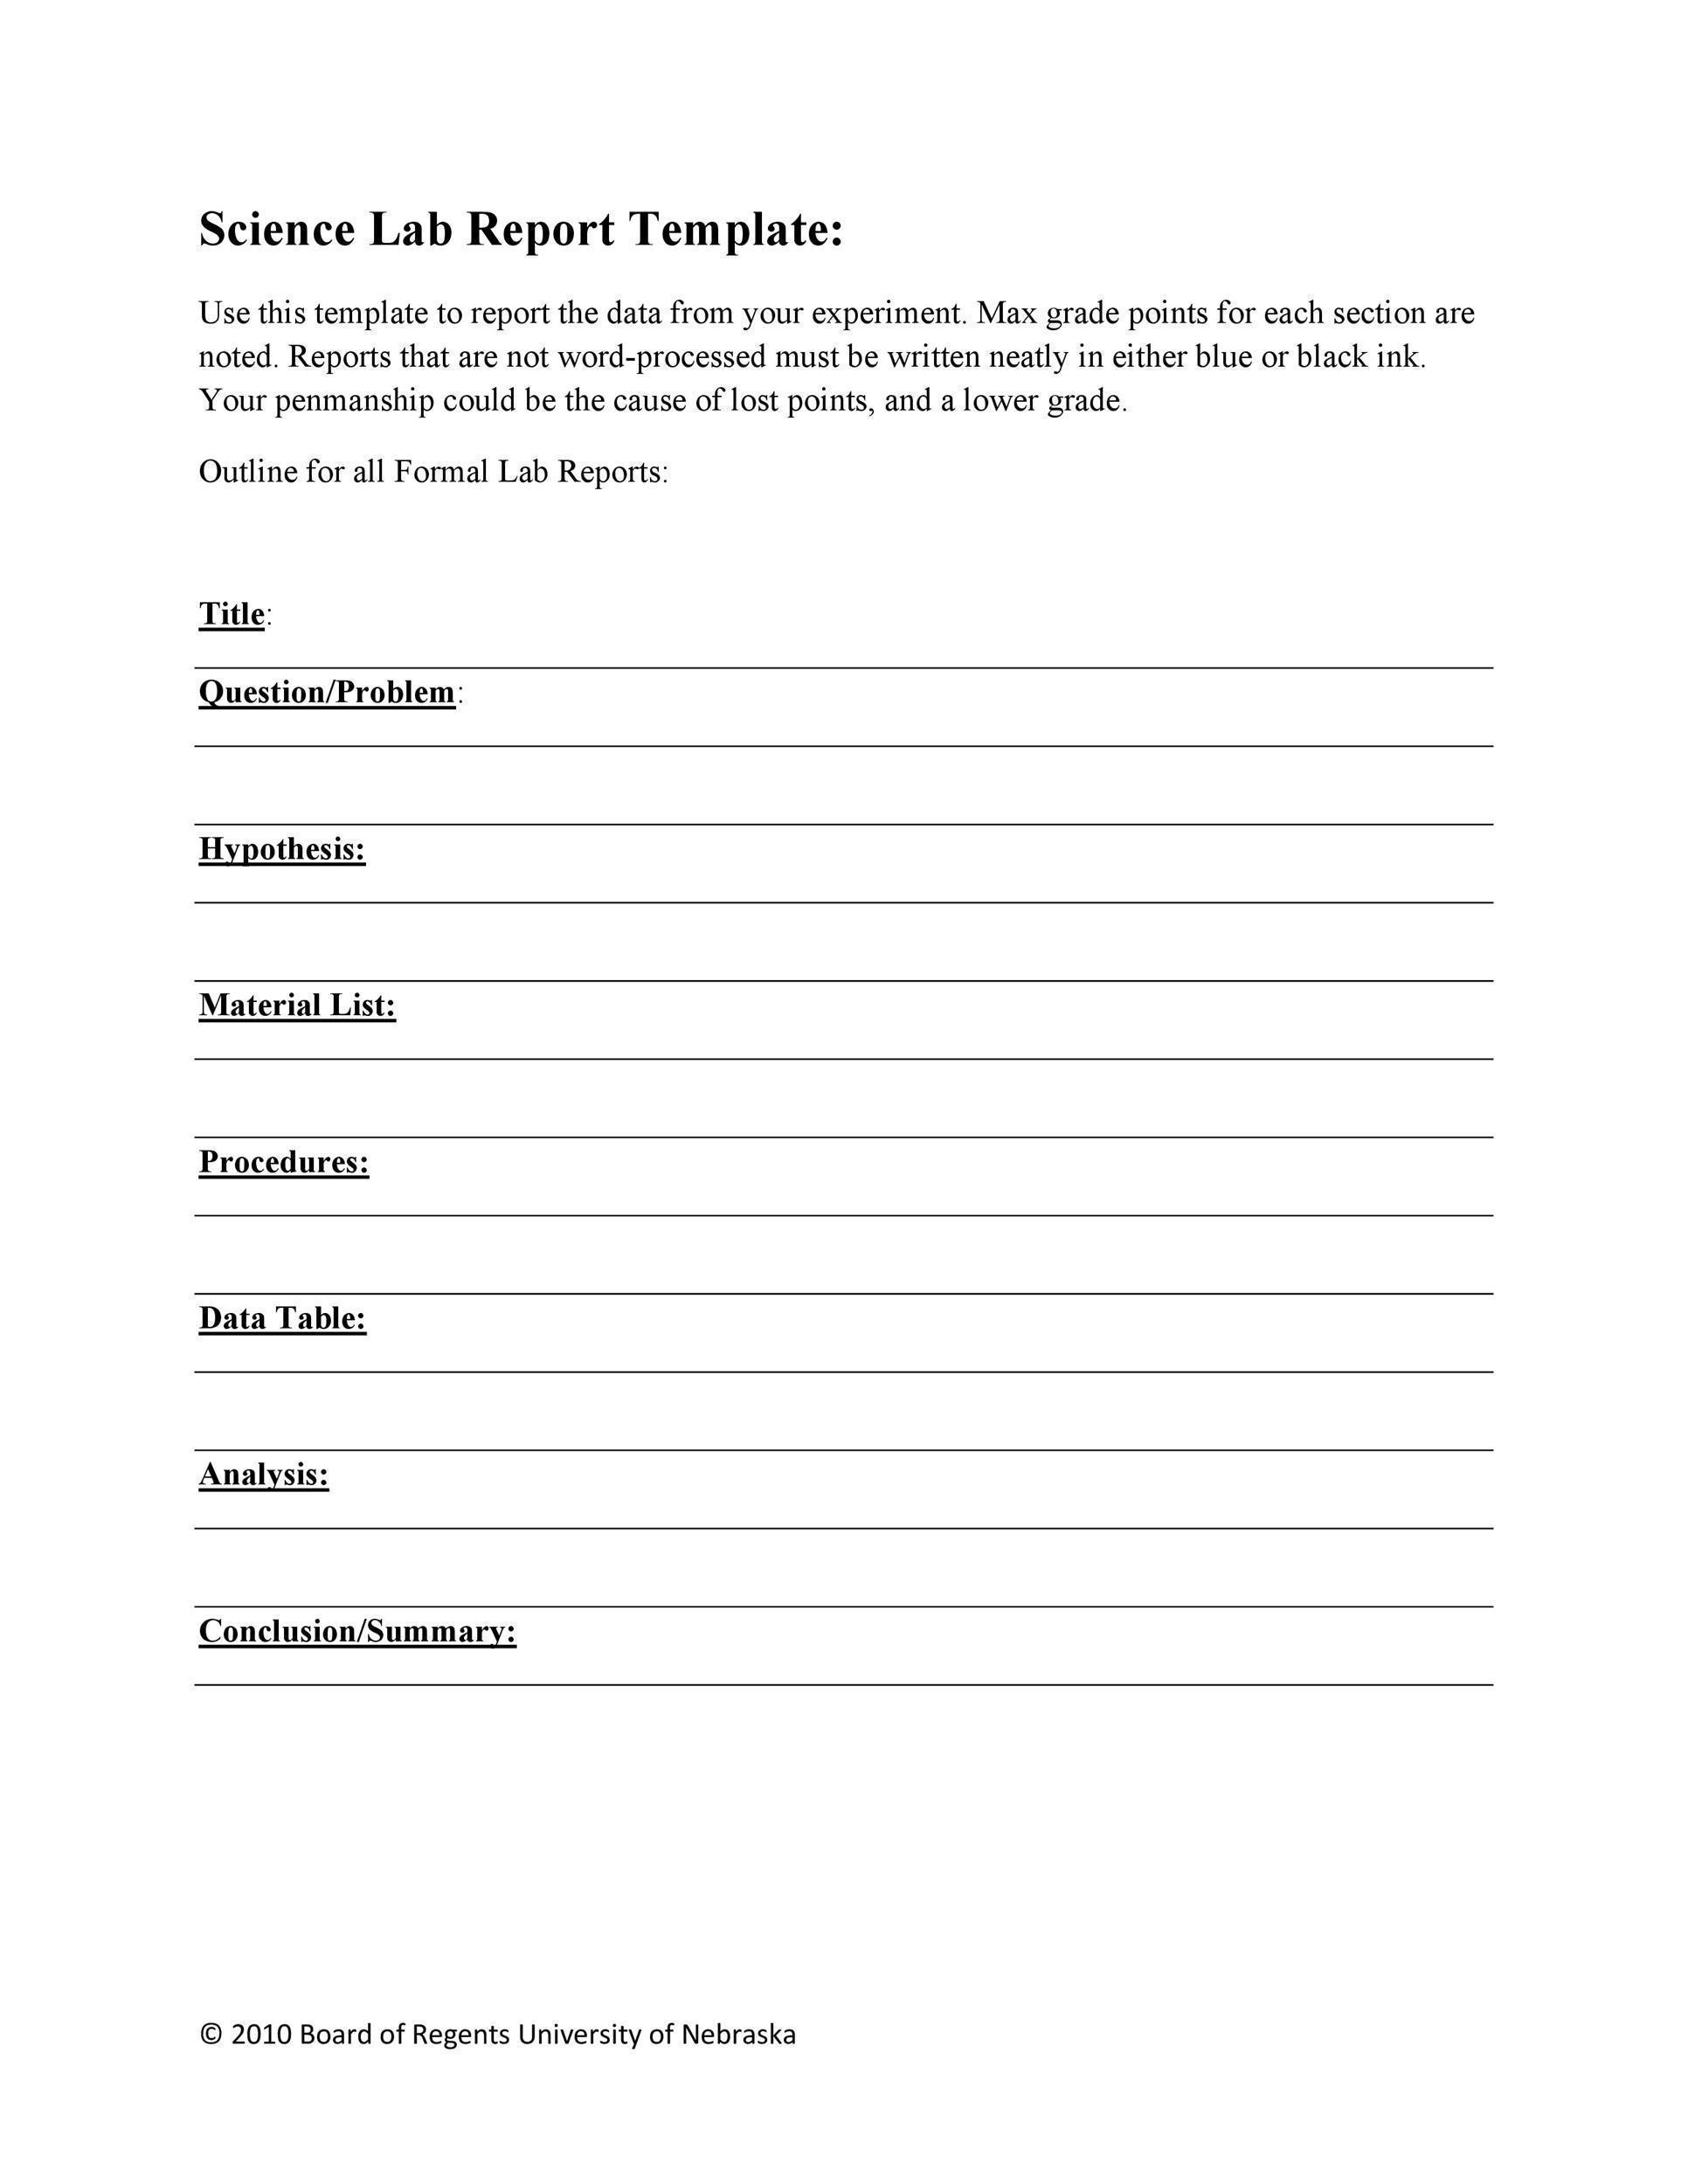 Science Lab Report Template:
Use this template to report the data from your experiment. Max grade points for each section are
noted. Reports that are not word-processed must be written neatly in either blue or black ink.
Your penmanship could be the cause of lost points, and a lower grade.
Outline for all Formal Lab Reports:
Title:
Question/Problem:
Hypothesis:
Material List:
Procedures:
Data Table:
Analysis:
Conclusion/Summary:
© 2010 Board of Regents University of Nebraska